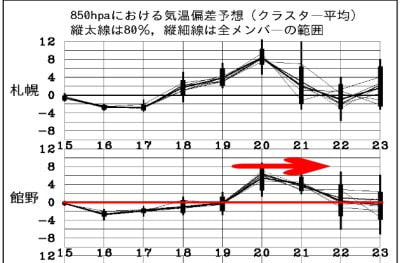 850hpaにおける気温偏差予想（クラスター平均)
縦太線は80％，縦細線は全メンバーの範囲
札幌
12
8
4
0
-4
-8
15 16 17 18 19 20 21 22 23
館野
12
8
4
0
-4
-8
15 16 17 18 19 20 21 22 23